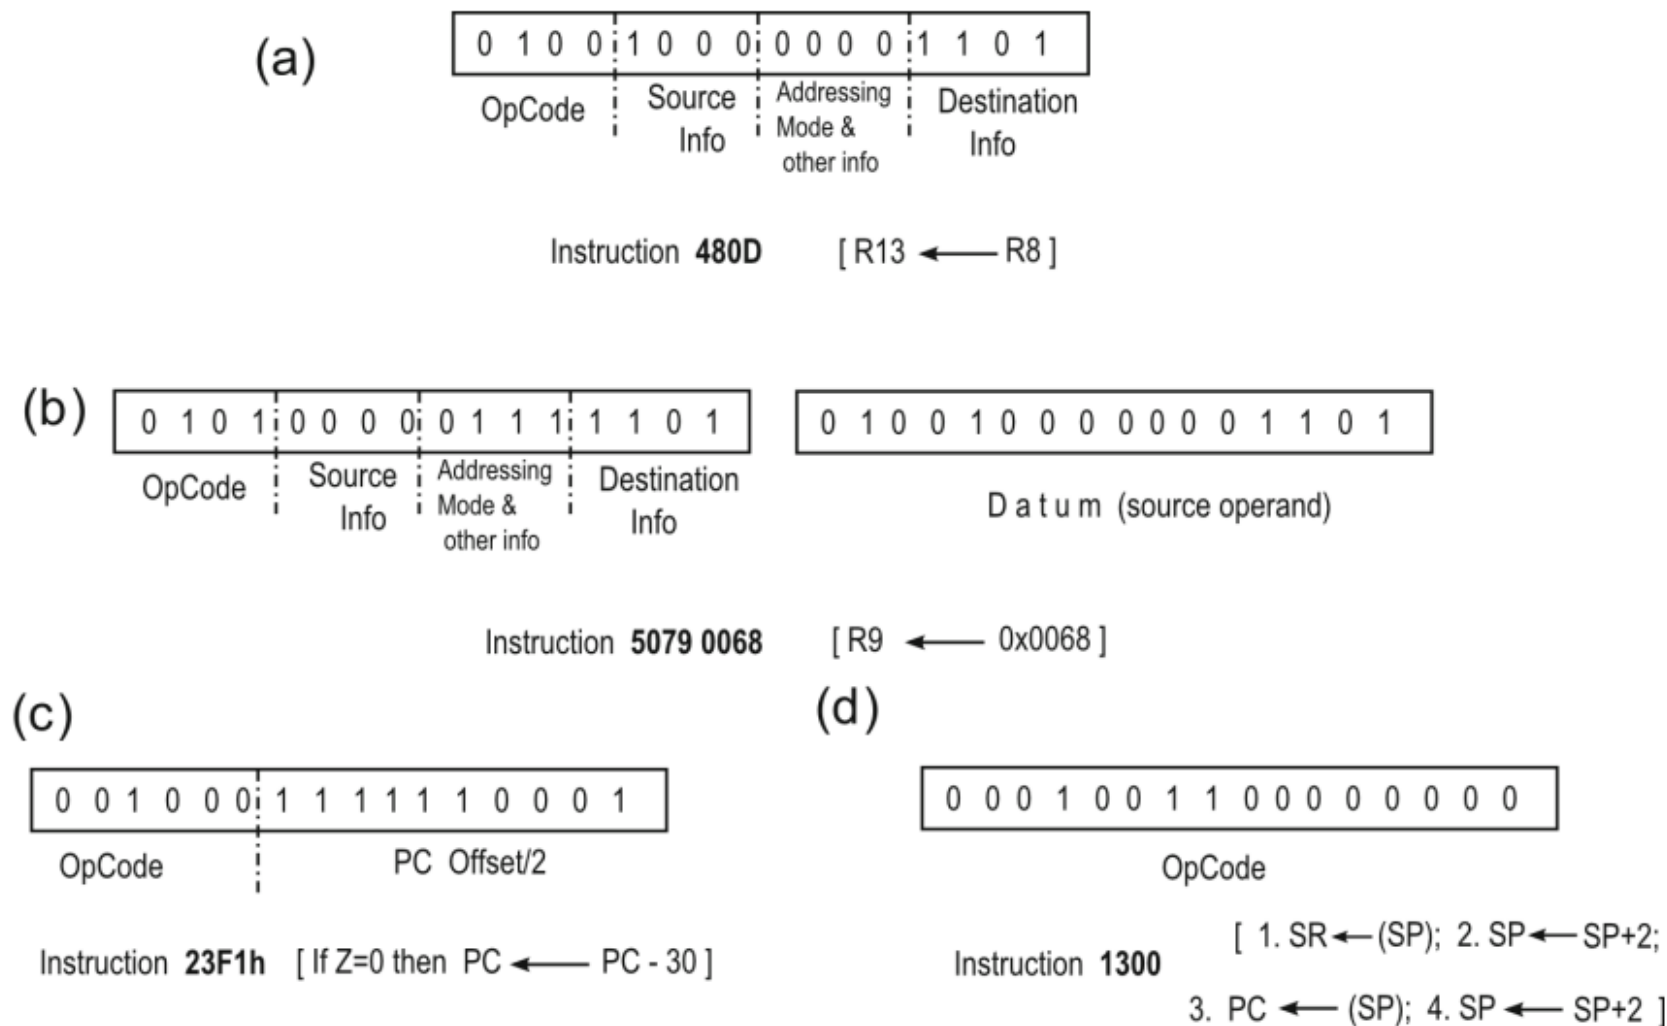 (a)
0 1 0 0 1 0 0 0 0 0 0 0 1 1 0 1
OpCode
Source Info
Addressing Mode & other info
Destination Info
Instruction 480D [ R13 ← R8 ]
(b)
0 1 0 1 0 0 0 0 0 1 1 1 1 1 0 1
OpCode
Source Info
Addressing Mode & other info
Destination Info
0 1 0 0 1 0 0 0 0 0 0 0 1 1 0 1
D a t u m (source operand)
Instruction 5079 0068 [ R9 ← 0x0068 ]
(c)
0 0 1 0 0 0 1 1 1 1 1 1 0 0 0 1
OpCode
PC Offset/2
Instruction 23F1h [ If Z=0 then PC ← PC - 30 ]
(d)
0 0 0 1 0 0 1 1 0 0 0 0 0 0 0 0
OpCode
Instruction 1300
[ 1. SR ← (SP); 2. SP ← SP+2;
3. PC ← (SP); 4. SP ← SP+2 ]